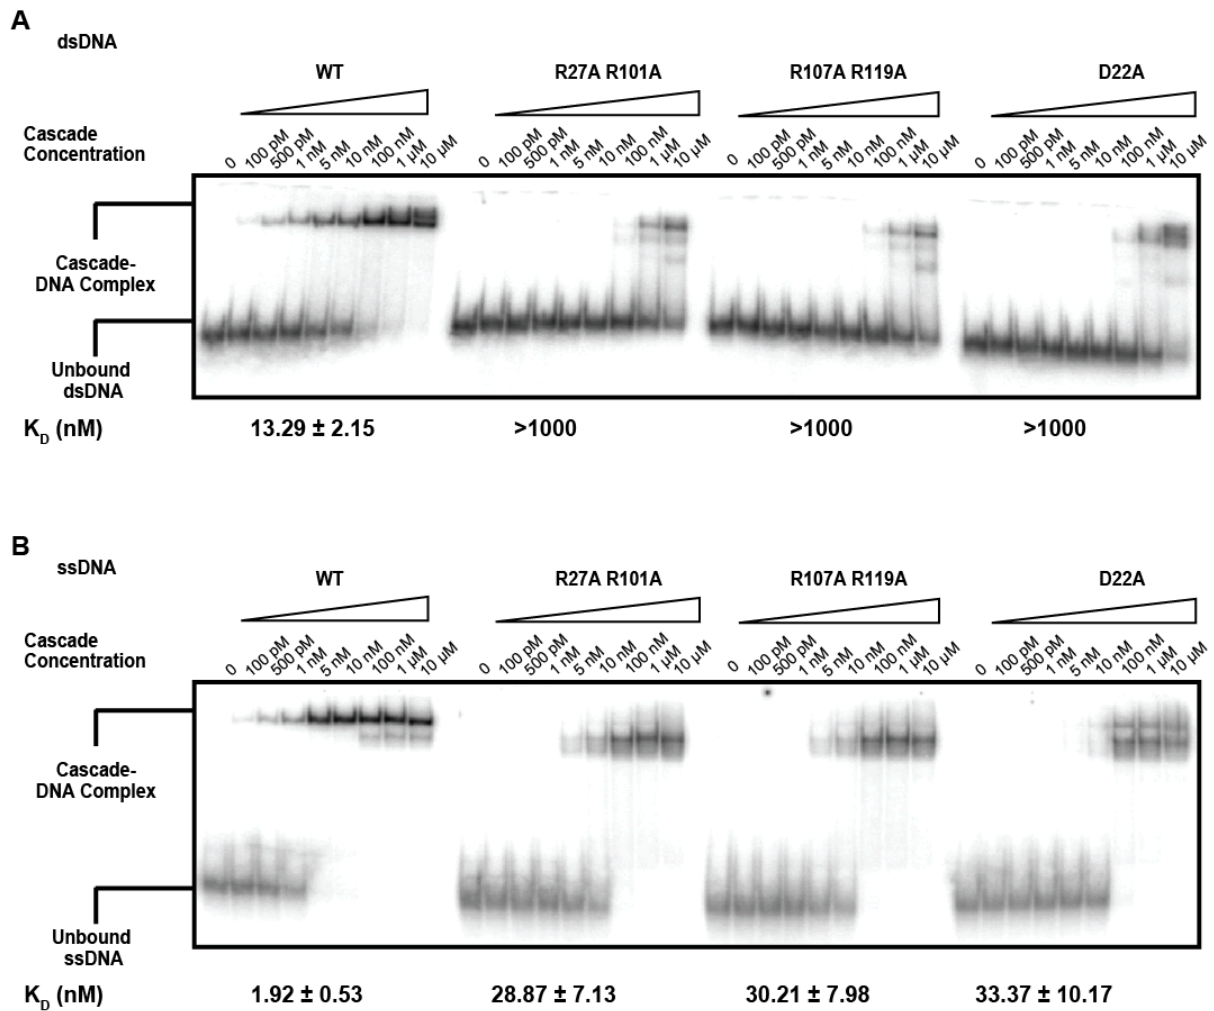 A
dsDNA
WT
R27A R101A
R107A R119A
D22A
Cascade
Concentration
0 100 pM 500 pM 1 nM 5 nM 10 nM 100 nM 1 µM 10 µM
0 100 pM 500 pM 1 nM 5 nM 10 nM 100 nM 1 µM 10 µM
0 100 pM 500 pM 1 nM 5 nM 10 nM 100 nM 1 µM 10 µM
0 100 pM 500 pM 1 nM 5 nM 10 nM 100 nM 1 µM 10 µM
Cascade-
DNA Complex
Unbound
dsDNA
KD (nM) 13.29 ± 2.15 >1000 >1000 >1000
B
ssDNA
WT
R27A R101A
R107A R119A
D22A
Cascade
Concentration
0 100 pM 500 pM 1 nM 5 nM 10 nM 100 nM 1 µM 10 µM
0 100 pM 500 pM 1 nM 5 nM 10 nM 100 nM 1 µM 10 µM
0 100 pM 500 pM 1 nM 5 nM 10 nM 100 nM 1 µM 10 µM
0 100 pM 500 pM 1 nM 5 nM 10 nM 100 nM 1 µM 10 µM
Cascade-
DNA Complex
Unbound
ssDNA
KD (nM) 1.92 ± 0.53 28.87 ± 7.13 30.21 ± 7.98 33.37 ± 10.17